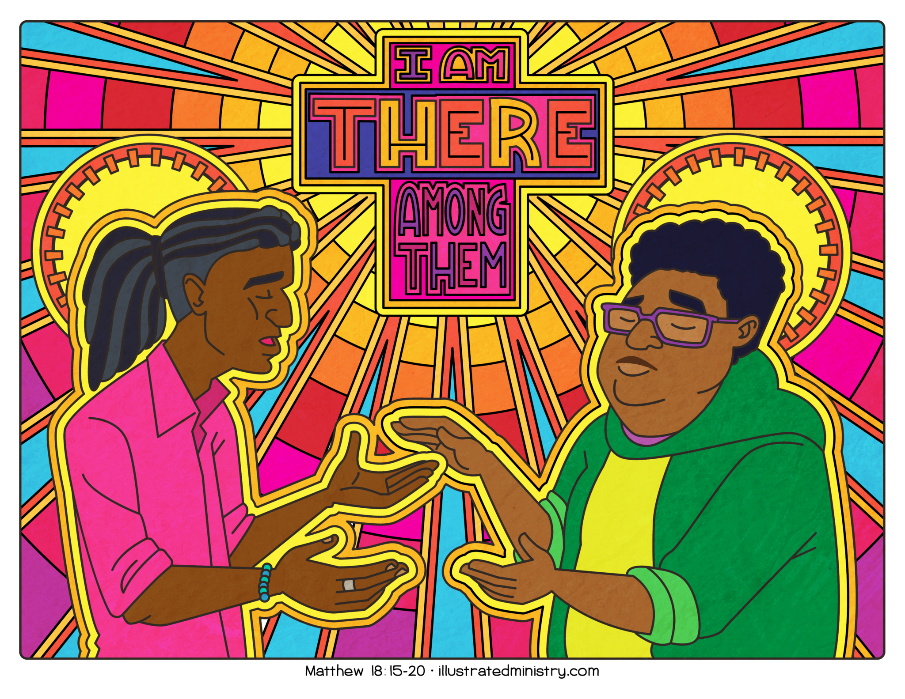 I AM
THERE
AMONG
THEM
Matthew 18:15-20 · illustratedministry.com